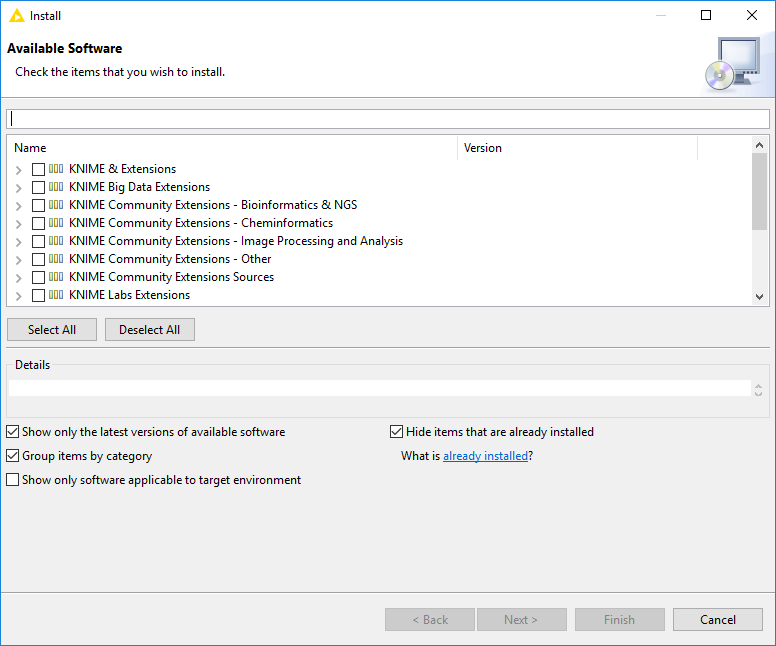 Install
Available Software
Check the items that you wish to install.
Name Version
KNIME & Extensions
KNIME Big Data Extensions
KNIME Community Extensions - Bioinformatics & NGS
KNIME Community Extensions - Cheminformatics
KNIME Community Extensions - Image Processing and Analysis
KNIME Community Extensions - Other
KNIME Community Extensions Sources
KNIME Labs Extensions
Select All Deselect All
Details
Show only the latest versions of available software Hide items that are already installed
Group items by category What is already installed?
Show only software applicable to target environment
< Back Next > Finish Cancel